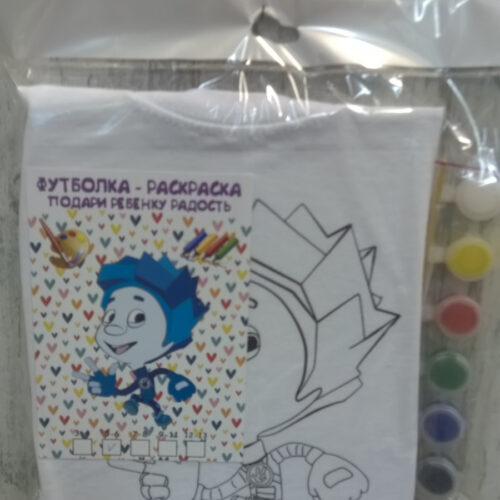 ФУТБОЛКА - РАСКРАСКА
ПОДАРИ РЕБЕНКУ РАДОСТЬ